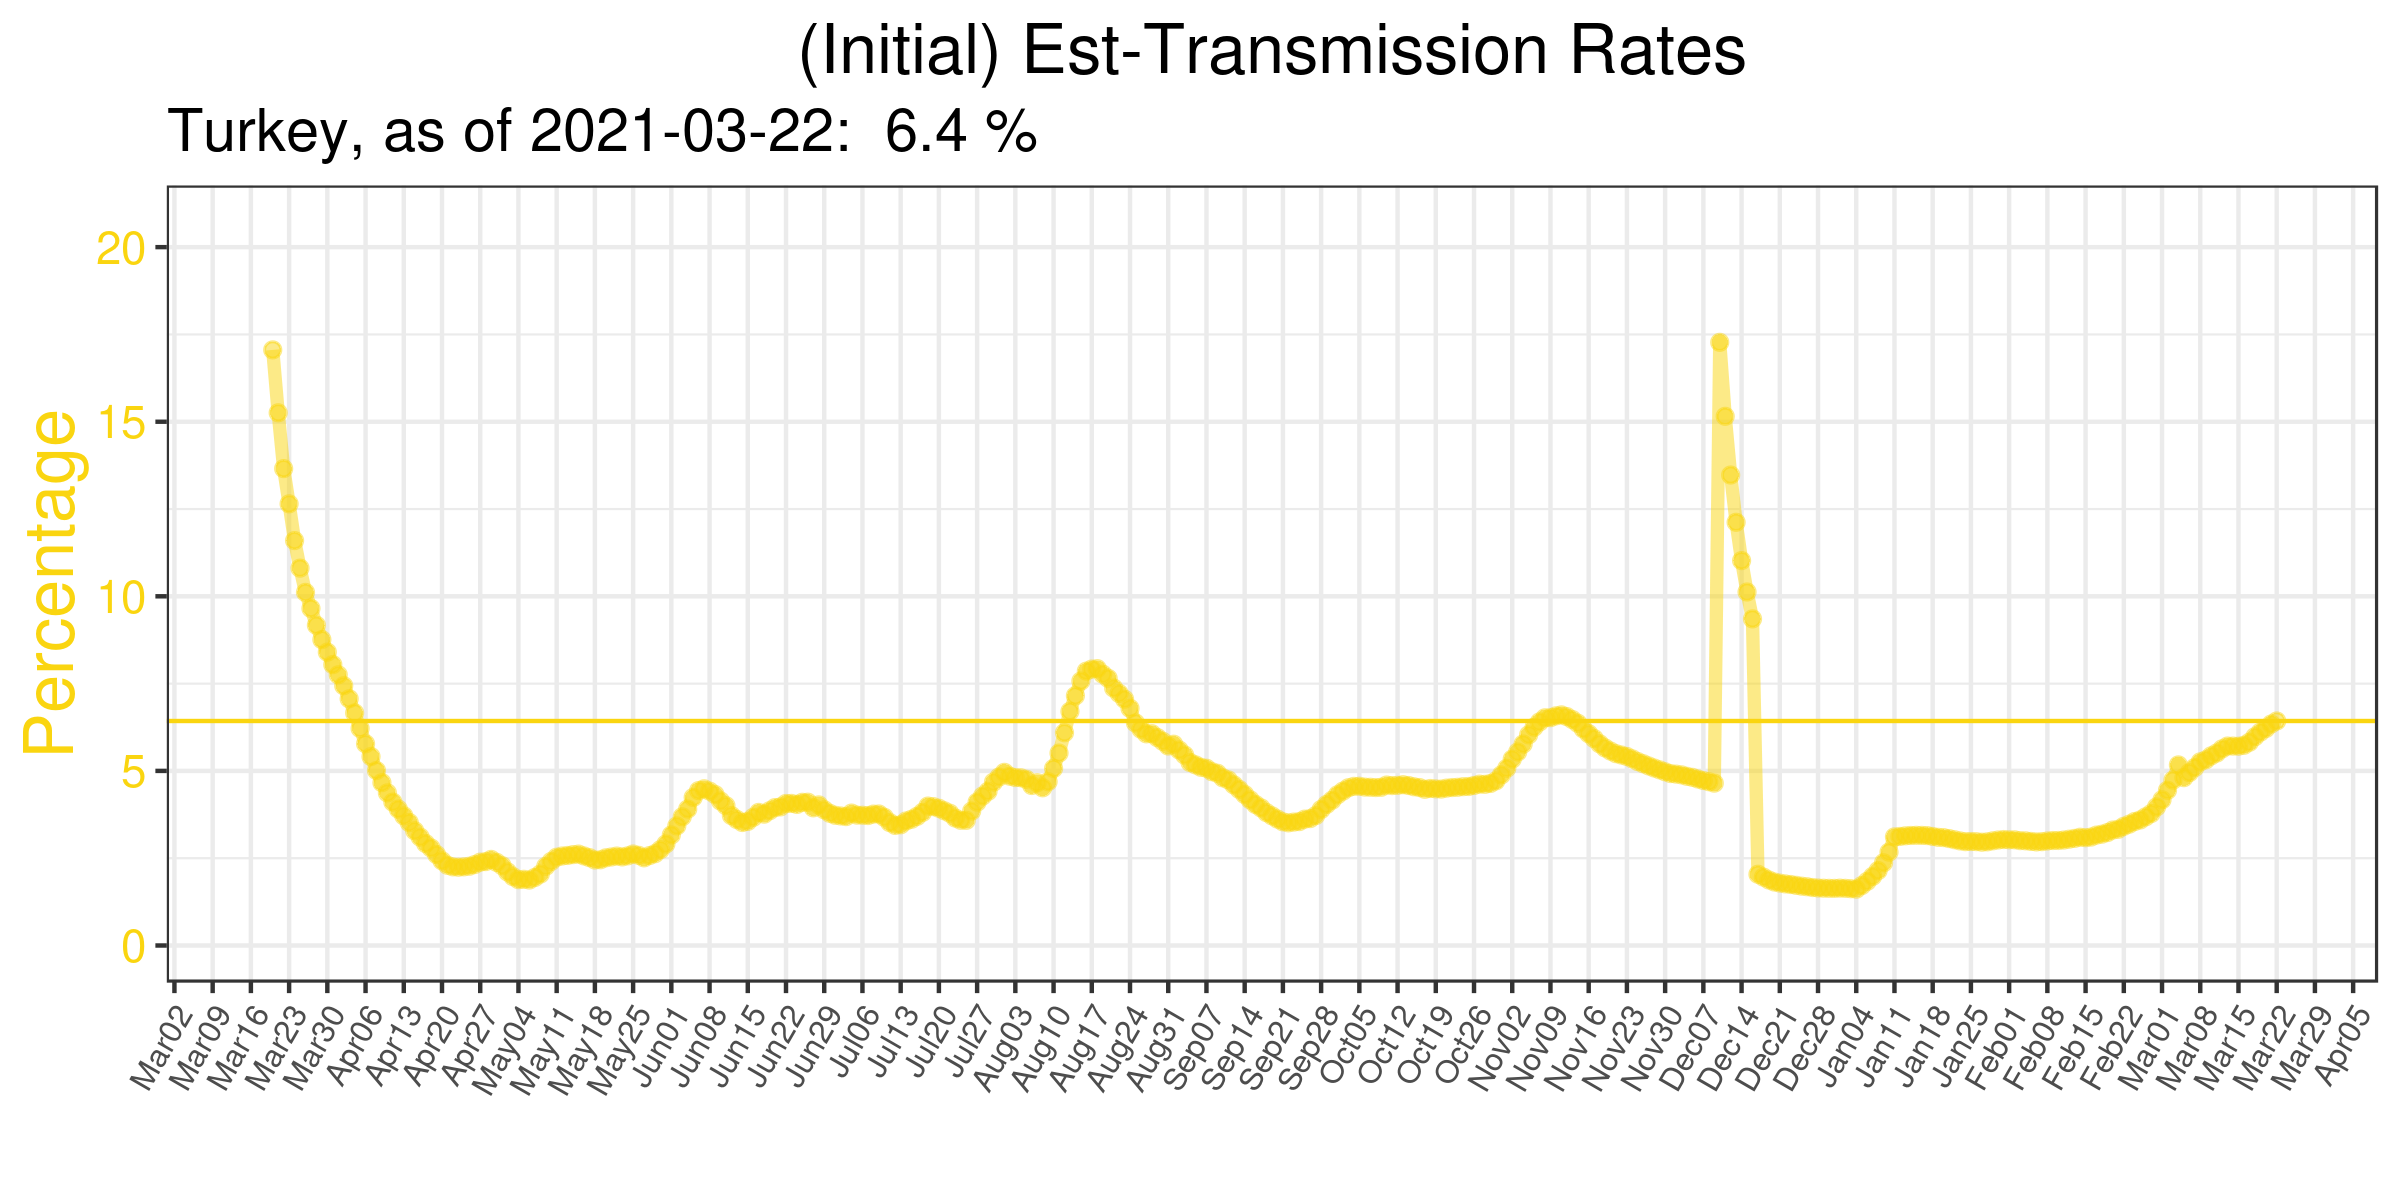 (Initial) Est-Transmission Rates
Turkey, as of 2021-03-22:  6.4 %
Percentage
20
15
10
5
0
Mar02 Mar09 Mar16 Mar23 Mar30 Apr06 Apr13 Apr20 Apr27 May04 May11 May18 May25 Jun01 Jun08 Jun15 Jun22 Jun29 Jul06 Jul13 Jul20 Jul27 Aug03 Aug10 Aug17 Aug24 Aug31 Sep07 Sep14 Sep21 Sep28 Oct05 Oct12 Oct19 Oct26 Nov02 Nov09 Nov16 Nov23 Nov30 Dec07 Dec14 Dec21 Dec28 Jan04 Jan11 Jan18 Jan25 Feb01 Feb08 Feb15 Feb22 Mar01 Mar08 Mar15 Mar22 Mar29 Apr05